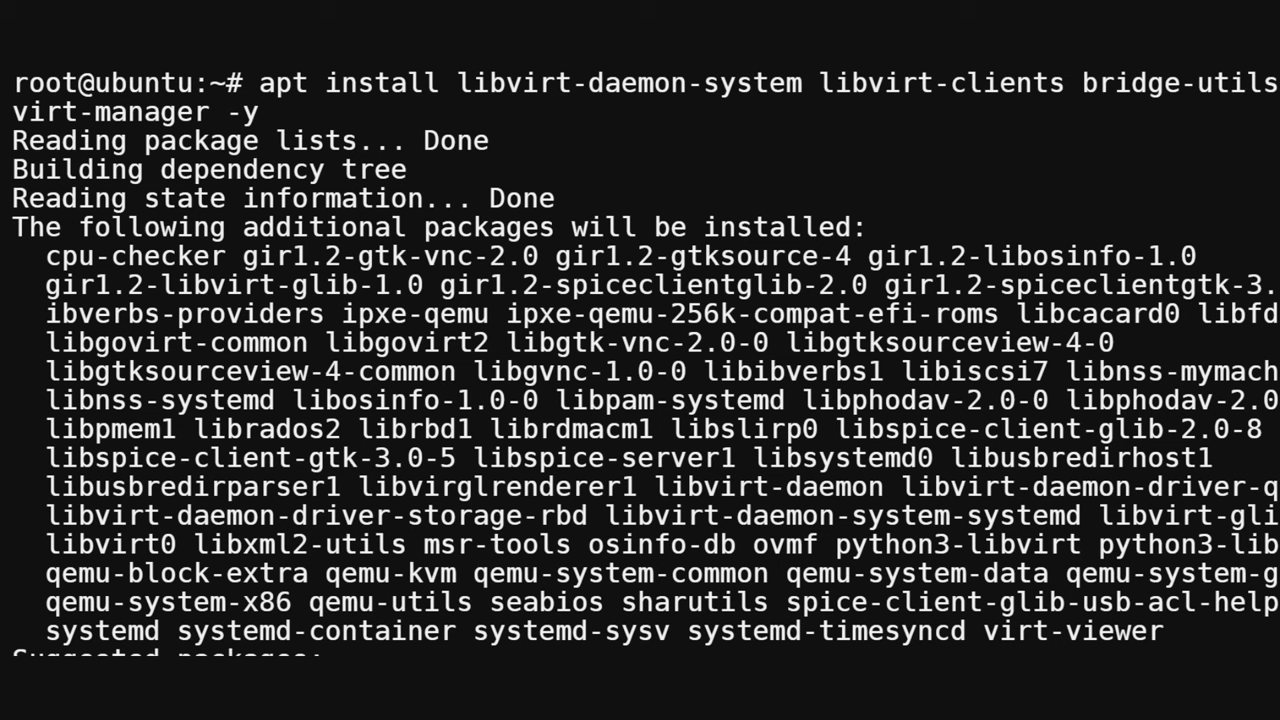 root@ubuntu:~# apt install libvirt-daemon-system libvirt-clients bridge-utils
virt-manager -y
Reading package lists... Done
Building dependency tree
Reading state information... Done
The following additional packages will be installed:
cpu-checker gir1.2-gtk-vnc-2.0 gir1.2-gtksource-4 gir1.2-libosinfo-1.0
gir1.2-libvirt-glib-1.0 gir1.2-spiceclientglib-2.0 gir1.2-spiceclientgtk-3.
ibverbs-providers ipxe-qemu ipxe-qemu-256k-compat-efi-roms libcacard0 libfd
libgovirt-common libgovirt2 libgtk-vnc-2.0-0 libgtksourceview-4-0
libgtksourceview-4-common libgvnc-1.0-0 libibverbs1 libiscsi7 libnss-mymach
libnss-systemd libosinfo-1.0-0 libpam-systemd libphodav-2.0-0 libphodav-2.0
libpmem1 librados2 librbd1 librdmacm1 libslirp0 libspice-client-glib-2.0-8
libspice-client-gtk-3.0-5 libspice-server1 libsystemd0 libusbredirhost1
libusbredirparser1 libvirglrenderer1 libvirt-daemon libvirt-daemon-driver-q
libvirt-daemon-driver-storage-rbd libvirt-daemon-system-systemd libvirt-gli
libvirt0 libxml2-utils msr-tools osinfo-db ovmf python3-libvirt python3-lib
qemu-block-extra qemu-kvm qemu-system-common qemu-system-data qemu-system-g
qemu-system-x86 qemu-utils seabios sharutils spice-client-glib-usb-acl-help
systemd systemd-container systemd-sysv systemd-timesyncd virt-viewer
Suggested packages: